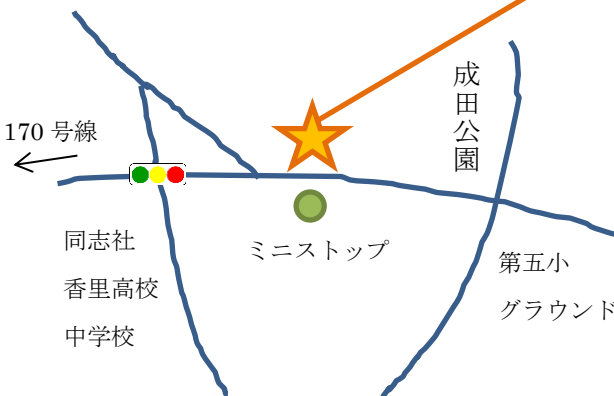 170 号線
成田公園
同志社
香里高校
中学校
ミニストップ
第五小
グラウンド